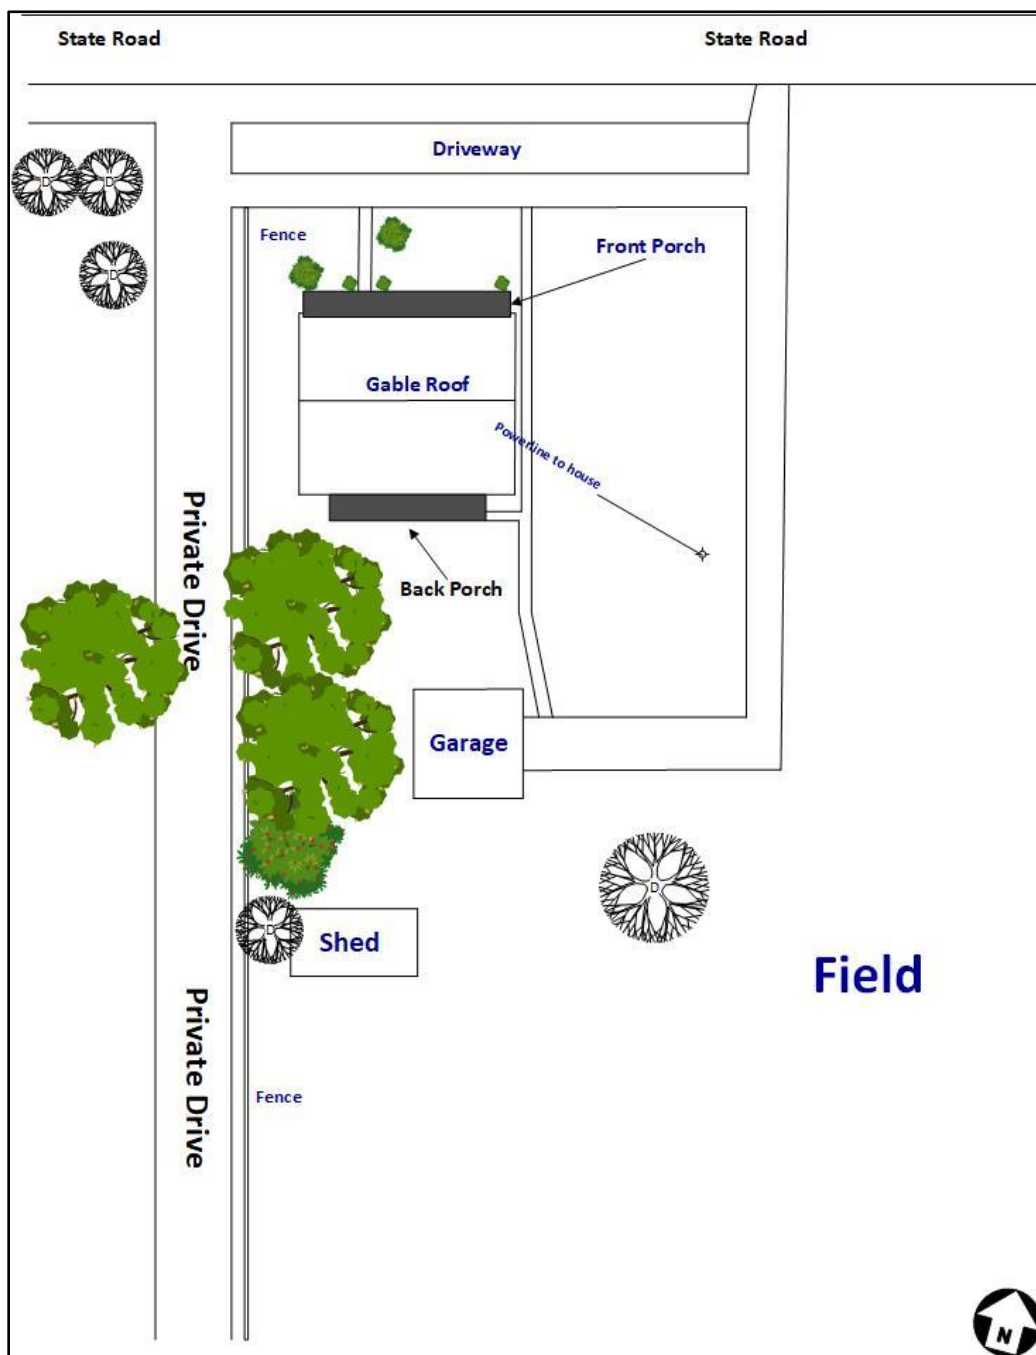 State Road
State Road
Driveway
Fence
Front Porch
Gable Roof
Powerline to house
Private Drive
Back Porch
Garage
Shed
Field
Private Drive
Fence
D
D
D
D
D
N